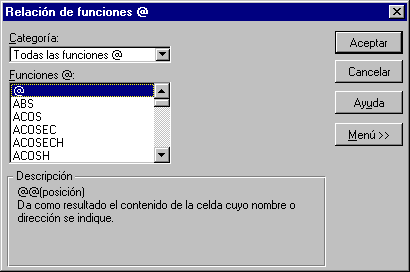 Relación de funciones @
Categoría:
Todas las funciones @
Aceptar
Cancelar
Ayuda
Menú >>
Funciones @:
@
ABS
ACOS
ACOSEC
ACOSECH
ACOSH
Descripción
@@(posición)
Da como resultado el contenido de la celda cuyo nombre o
dirección se indique.